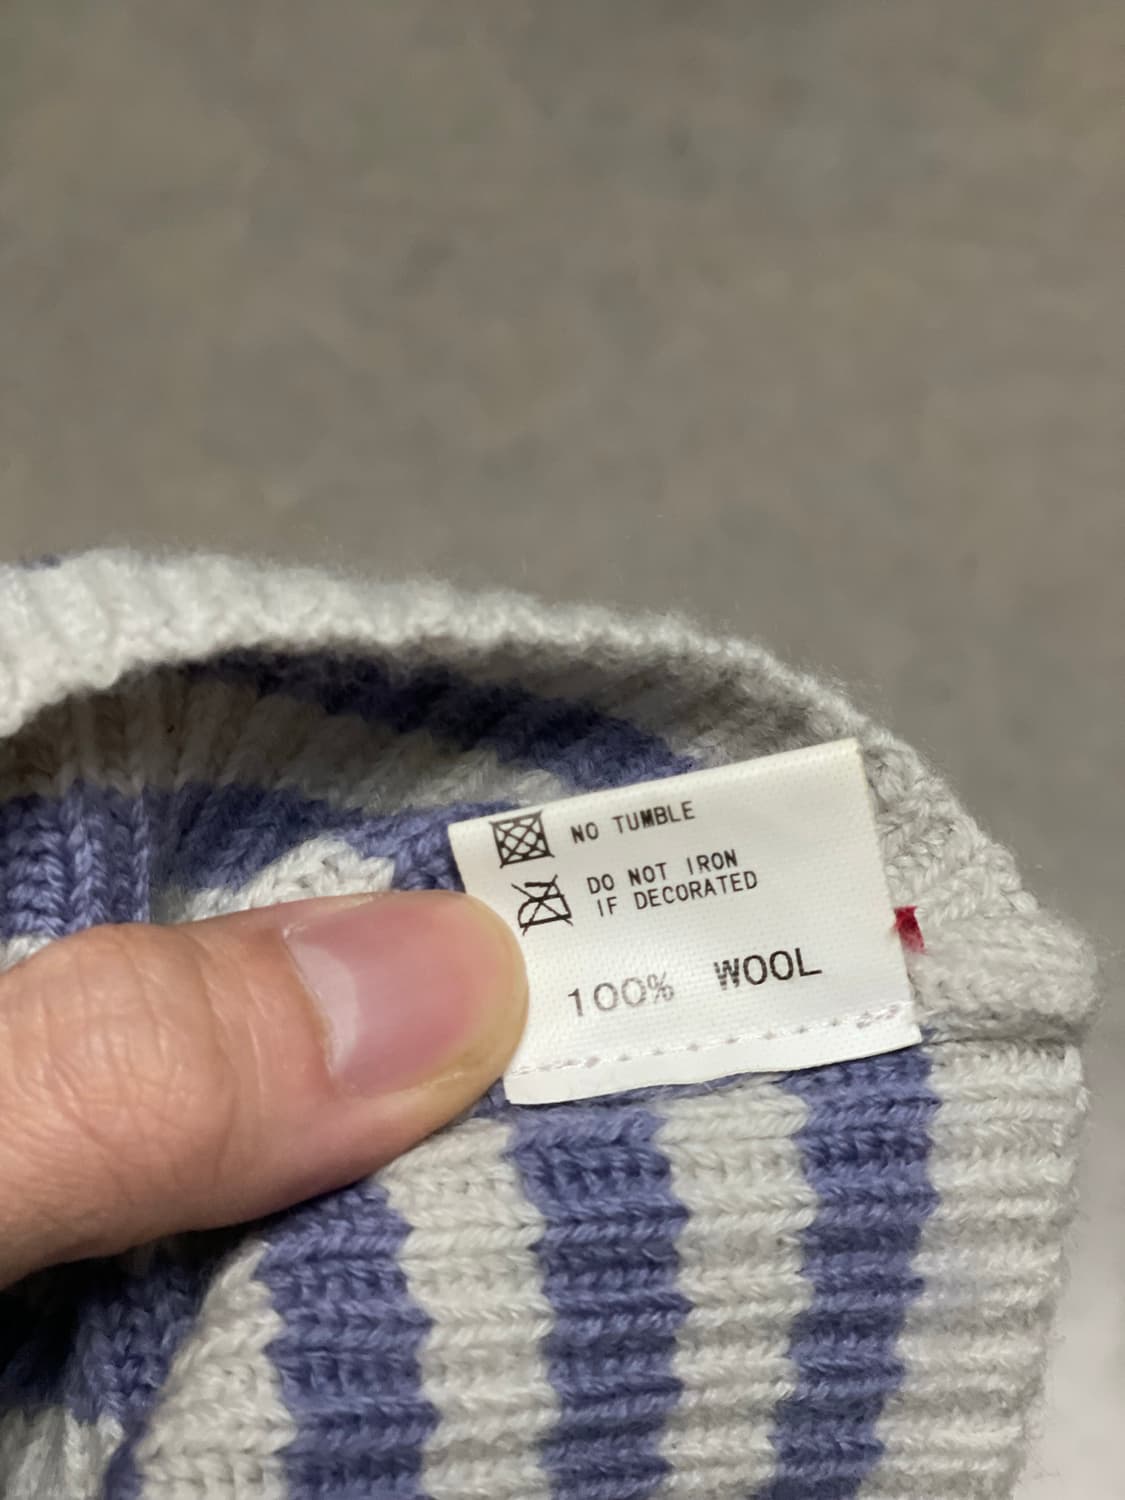 NO TUMBLE
DO NOT IRON
IF DECORATED
100% WOOL